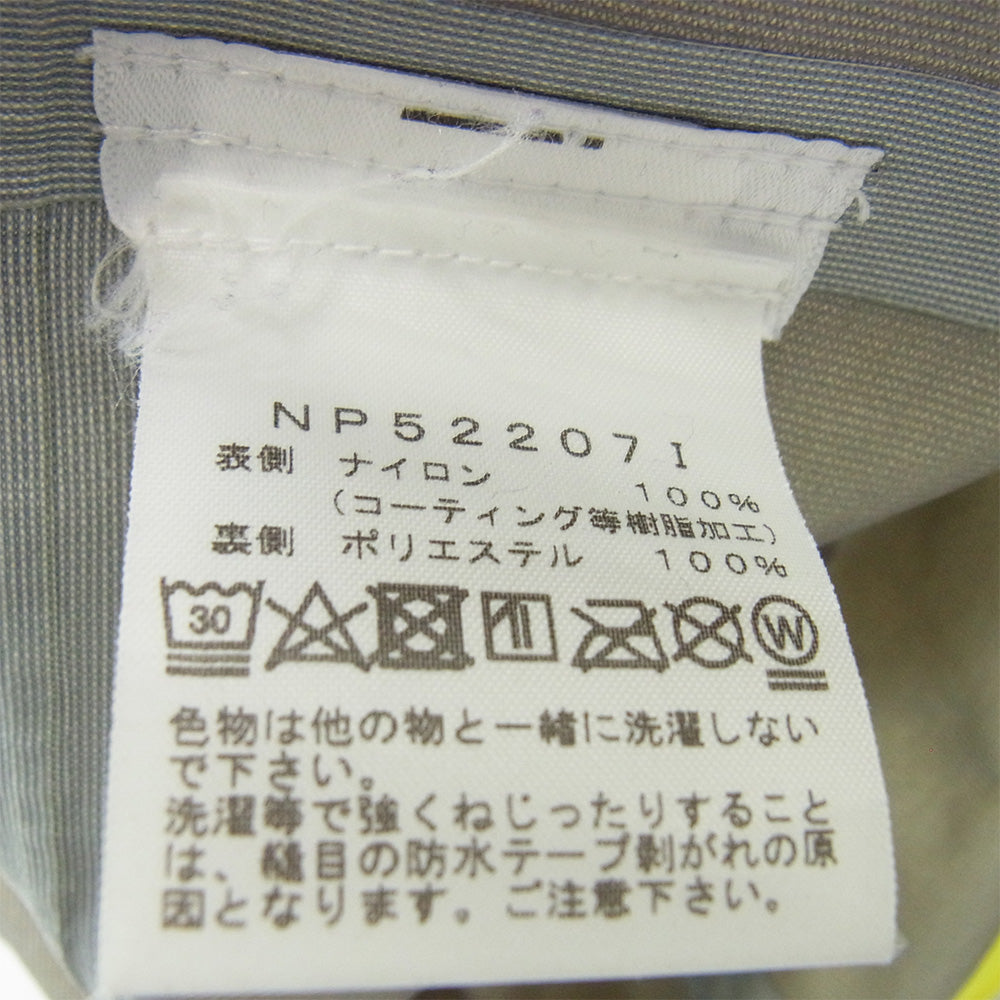 NP52207I
表側 ナイロン 100%
(コーティング等樹脂加工)
裏側 ポリエステル 100%
30 W
色物は他の物と一緒に洗濯しない
で下さい。
洗濯等で強くねじったりすること
は、縫目の防水テープ剥がれの原
因となります。ご注意下さい。